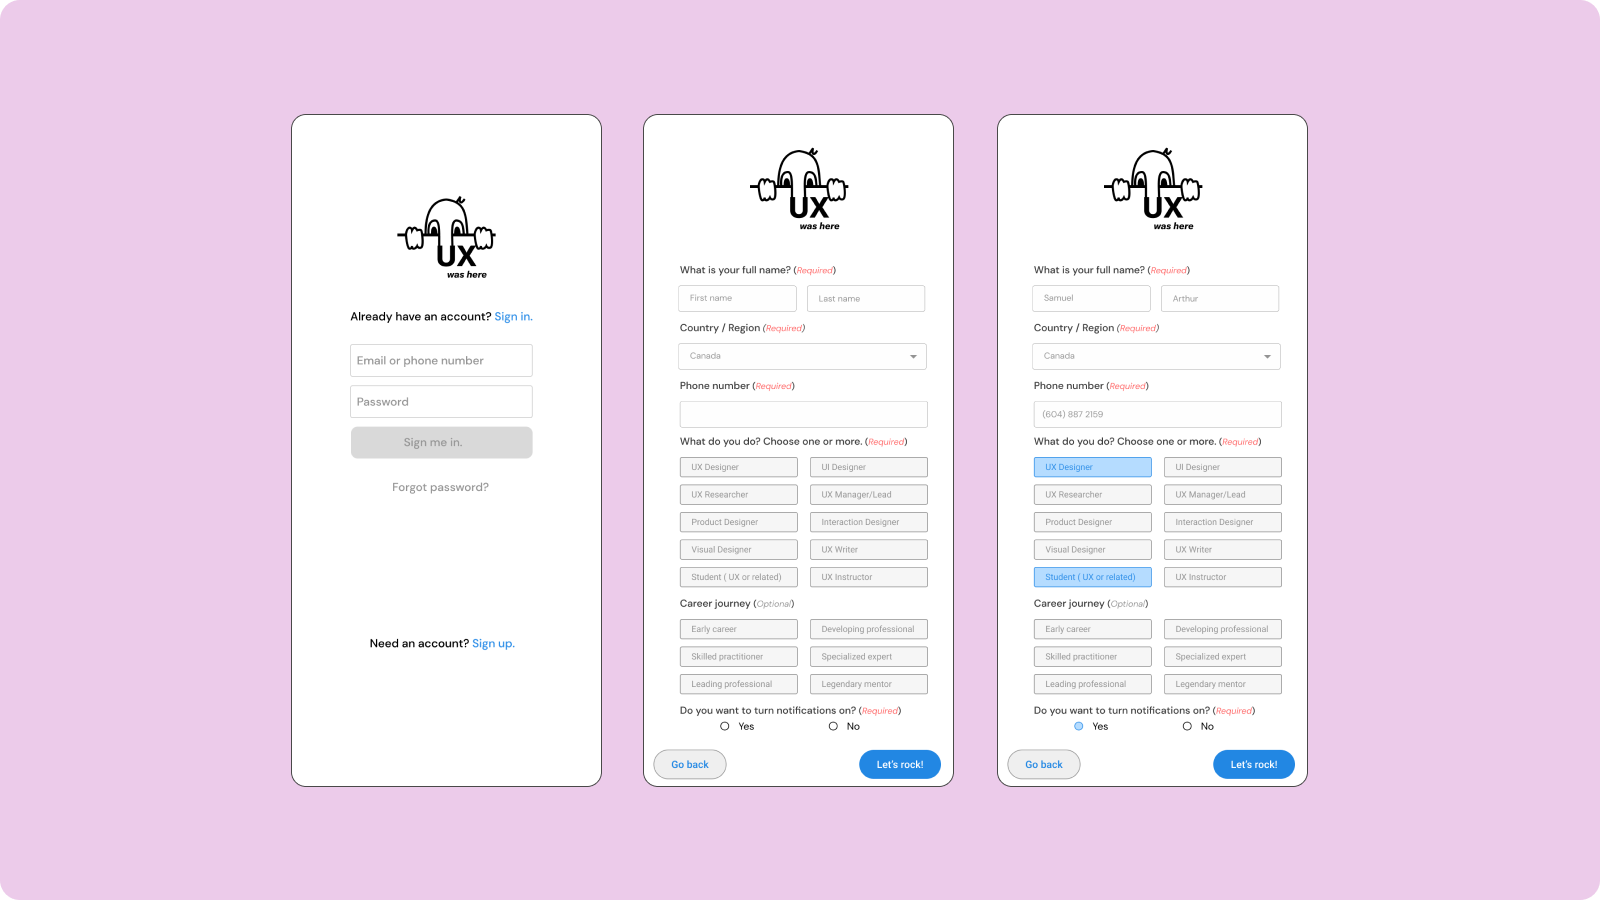 UX
was here
Already have an account? Sign in.
Email or phone number
Password
Sign me in.
Forgot password?
Need an account? Sign up.
UX
was here
What is your full name? (Required)
First name Last name
Country / Region (Required)
Canada
Phone number (Required)
What do you do? Choose one or more. (Required)
UX Designer UI Designer
UX Researcher UX Manager/Lead
Product Designer Interaction Designer
Visual Designer UX Writer
Student ( UX or related) UX Instructor
Career journey (Optional)
Early career Developing professional
Skilled practitioner Specialized expert
Leading professional Legendary mentor
Do you want to turn notifications on? (Required)
Yes No
Go back Let's rock!
UX
was here
What is your full name? (Required)
Samuel Arthur
Country / Region (Required)
Canada
Phone number (Required)
(604) 887 2159
What do you do? Choose one or more. (Required)
UX Designer UI Designer
UX Researcher UX Manager/Lead
Product Designer Interaction Designer
Visual Designer UX Writer
Student ( UX or related) UX Instructor
Career journey (Optional)
Early career Developing professional
Skilled practitioner Specialized expert
Leading professional Legendary mentor
Do you want to turn notifications on? (Required)
Yes No
Go back Let's rock!